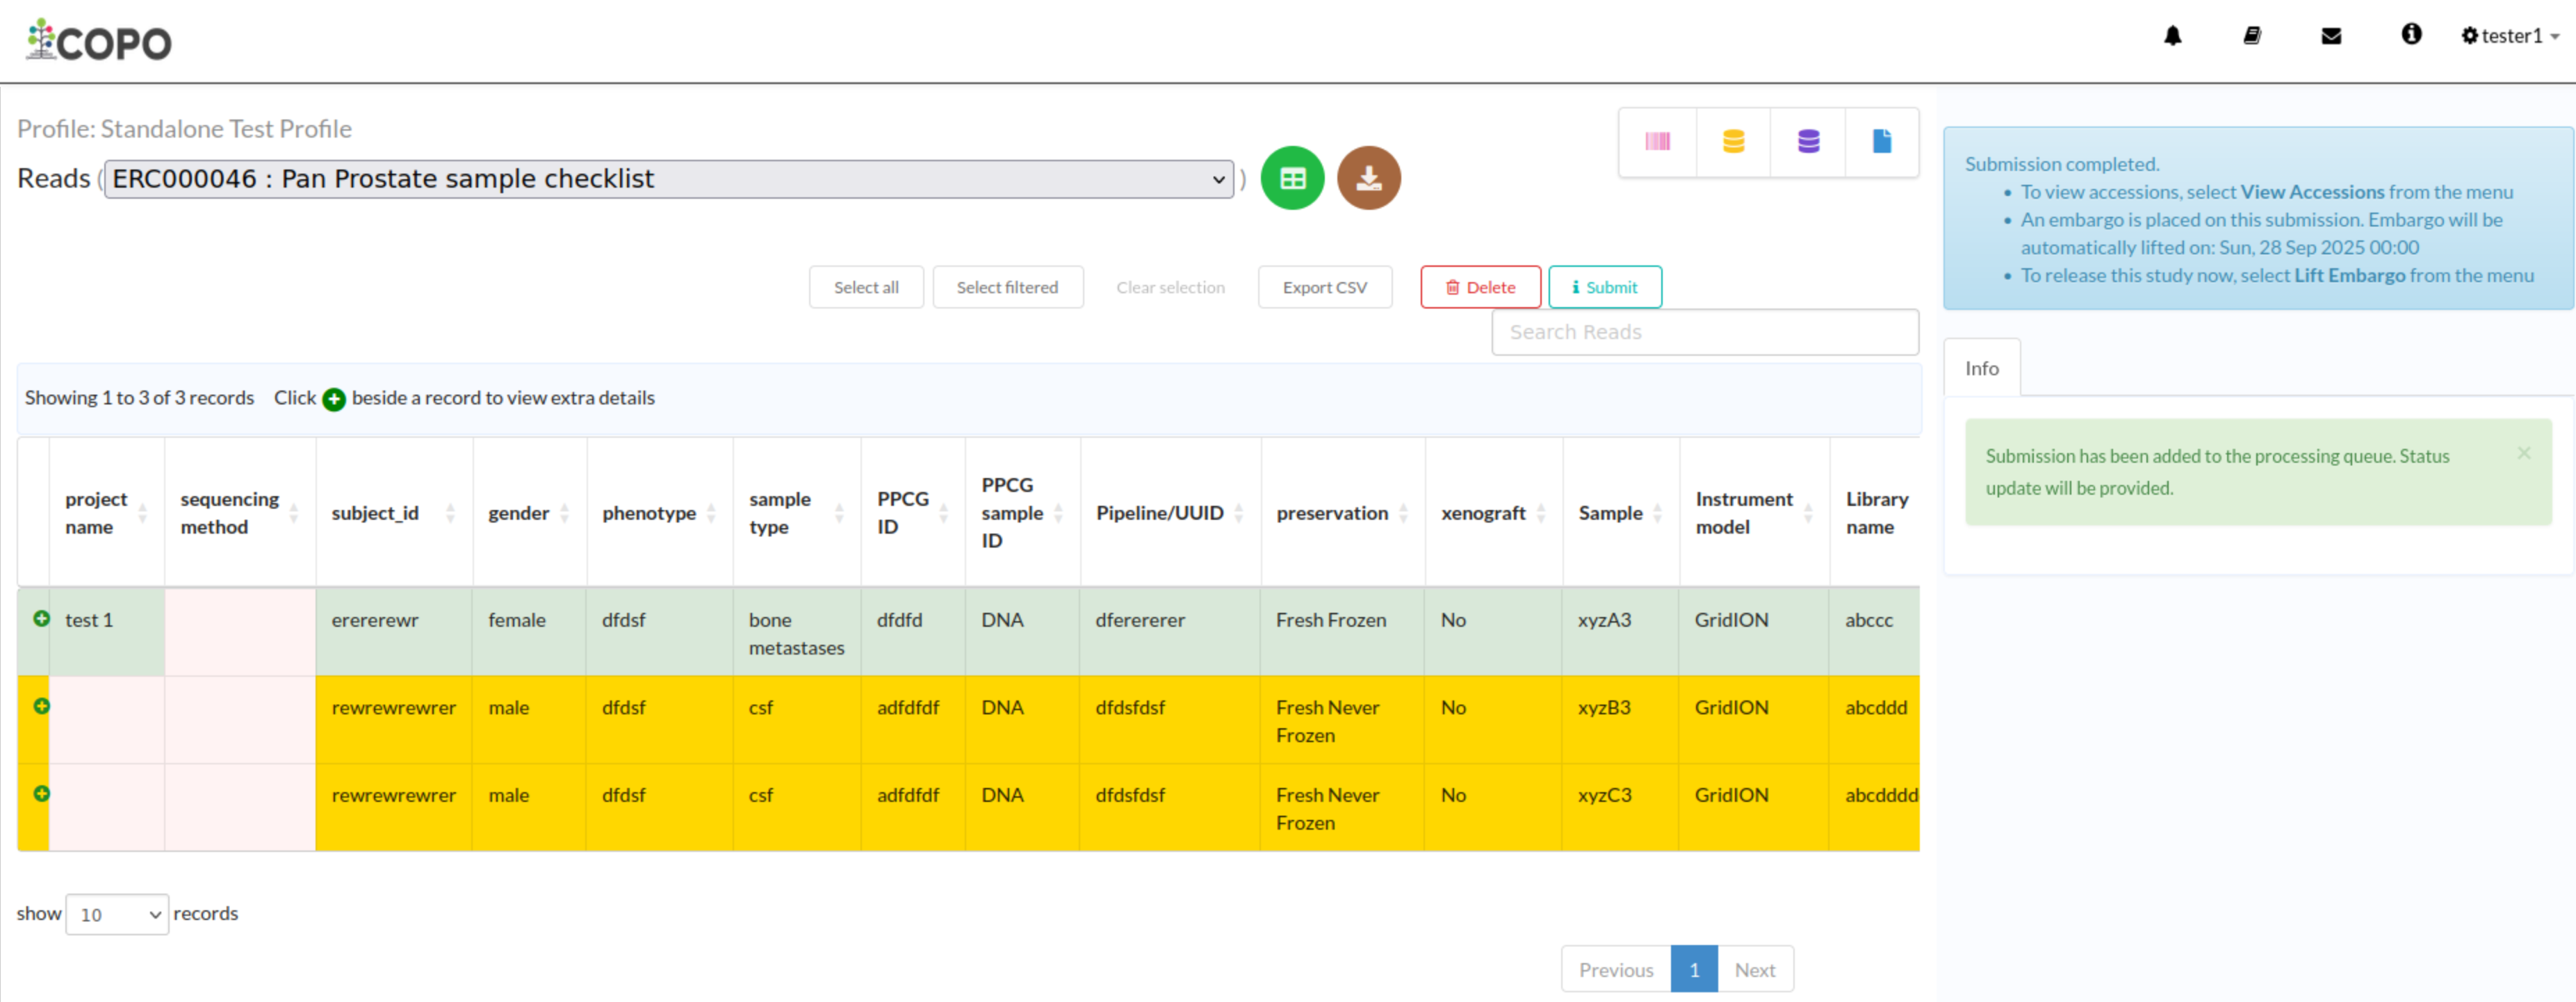 COPO
tester1
Profile: Standalone Test Profile
Reads ( ERC000046 : Pan Prostate sample checklist )
Submission completed.
• To view accessions, select View Accessions from the menu
• An embargo is placed on this submission. Embargo will be
automatically lifted on: Sun, 28 Sep 2025 00:00
• To release this study now, select Lift Embargo from the menu
Select all Select filtered Clear selection Export CSV Delete Submit
Search Reads
Info
Showing 1 to 3 of 3 records Click beside a record to view extra details
Submission has been added to the processing queue. Status
update will be provided.
project name sequencing method subject_id gender phenotype sample type PPCG ID PPCG sample ID Pipeline/UUID preservation xenograft Sample Instrument model Library name
test 1 erererewr female dfdsf bone metastases dfdfd DNA dferererer Fresh Frozen No xyzA3 GridION abccc
rewrewrewrer male dfdsf csf adfdfdf DNA dfdsfdsf Fresh Never Frozen No xyzB3 GridION abcddd
rewrewrewrer male dfdsf csf adfdfdf DNA dfdsfdsf Fresh Never Frozen No xyzC3 GridION abcdddd
show 10 records
Previous 1 Next